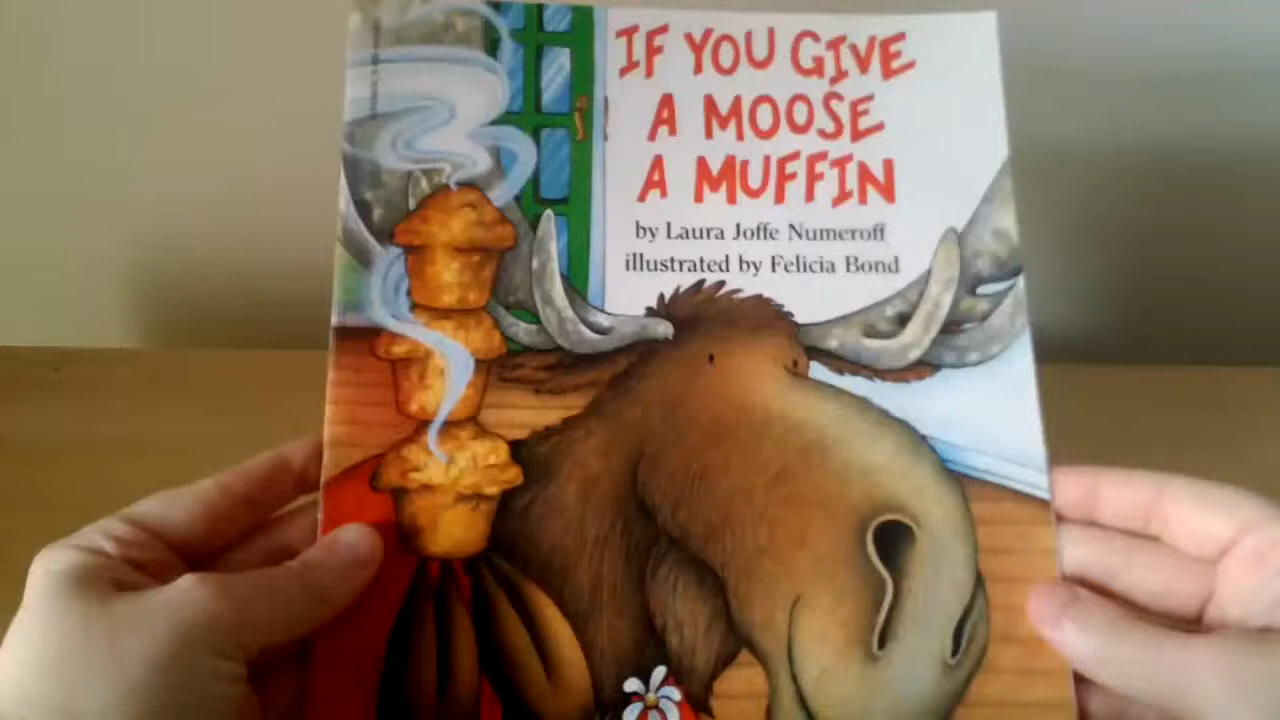 IF YOU GIVE
A MOOSE
A MUFFIN
by Laura Joffe Numeroff
illustrated by Felicia Bond